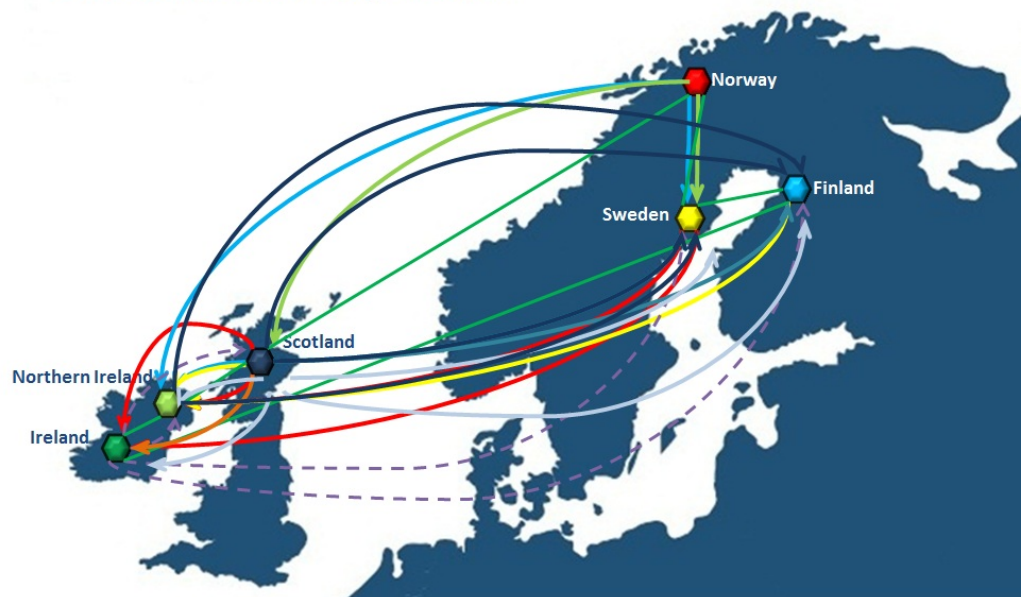 Norway
Finland
Sweden
Scotland
Northern Ireland
Ireland